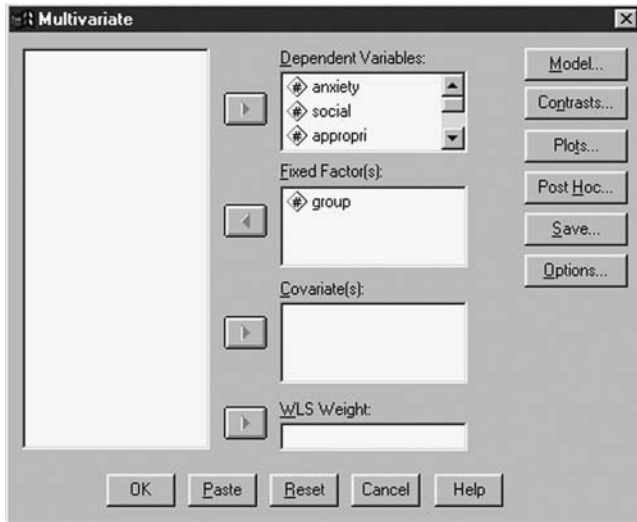 Multivariate
Dependent Variables:
# anxiety
# social
# appropri
Fixed Factor(s):
# group
Covariate(s):
WLS Weight:
Model...
Contrasts...
Plots...
Post Hoc...
Save...
Options...
OK
Paste
Reset
Cancel
Help